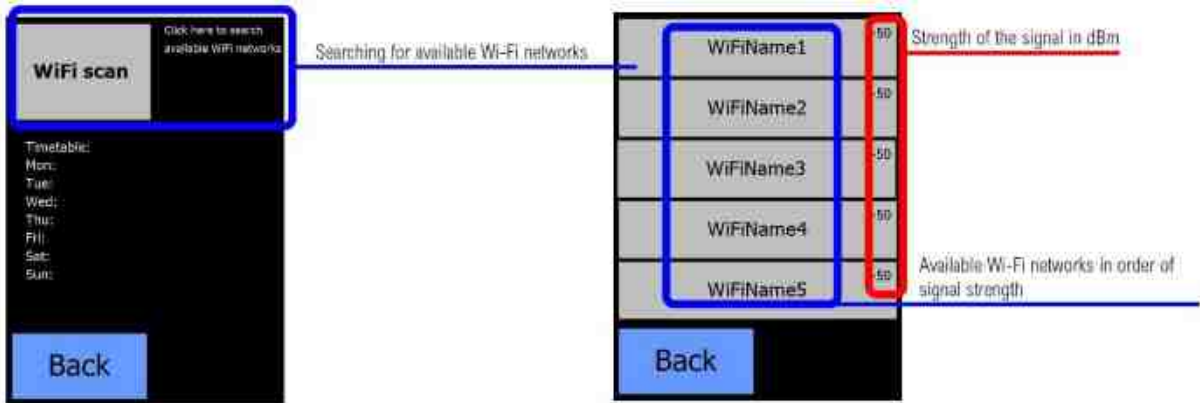 Click here to search
available WiFi networks
WiFi scan
Timetable:
Mon:
Tue:
Wed:
Thu:
Fri:
Sat:
Sun:
Back
Searching for available Wi-Fi networks
WiFiName1
-50
WiFiName2
-50
WiFiName3
-50
WiFiName4
-50
WiFiName5
-50
Back
Strength of the signal in dBm
Available Wi-Fi networks in order of
signal strength